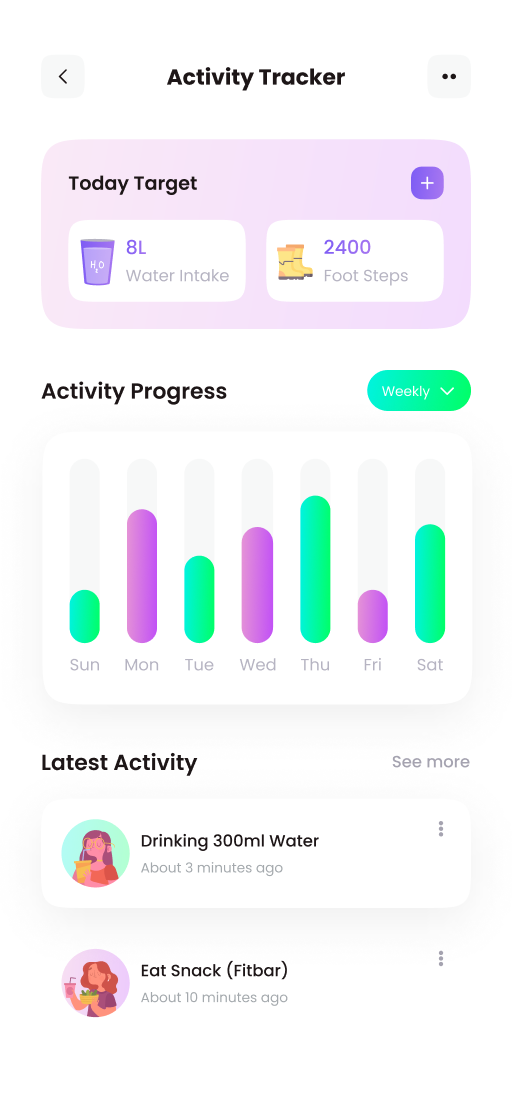 Activity Tracker
Today Target
H2O
8L
Water Intake
2400
Foot Steps
Activity Progress
Weekly
Sun Mon Tue Wed Thu Fri Sat
Latest Activity
See more
Drinking 300ml Water
About 3 minutes ago
Eat Snack (Fitbar)
About 10 minutes ago